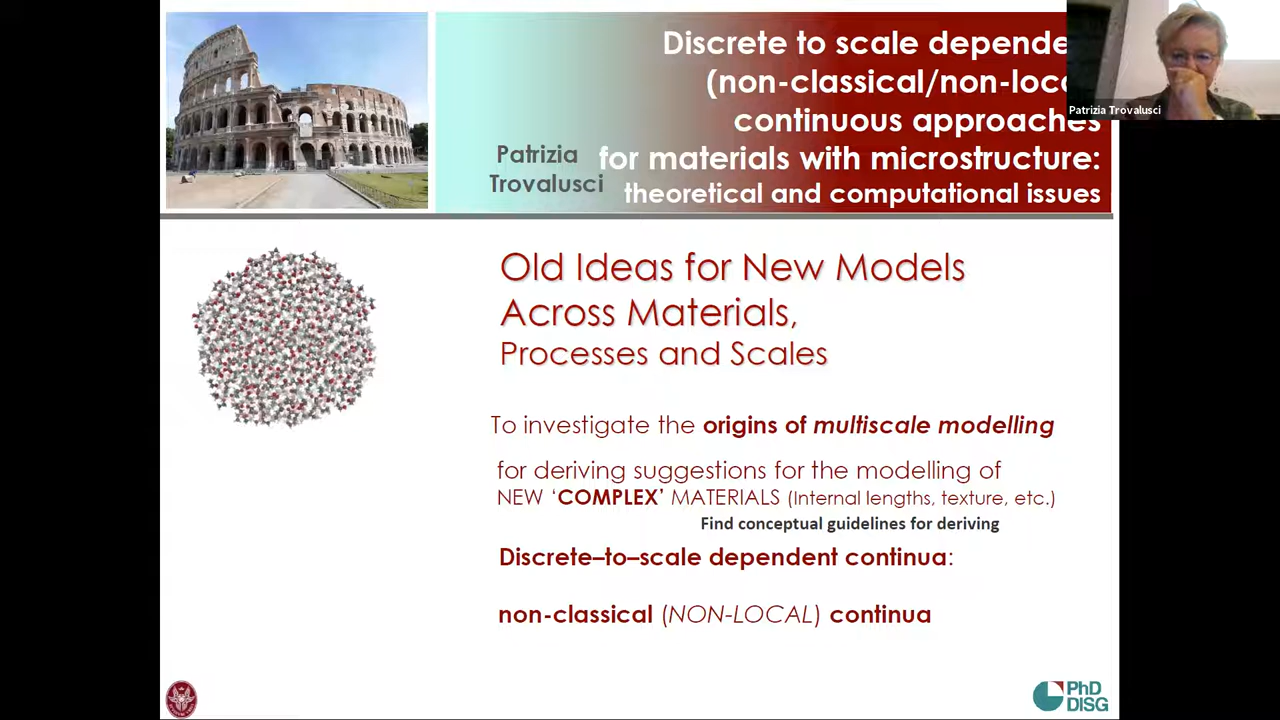 Discrete to scale
(non-classical/
continuous approaches
for materials with microstructure:
theoretical and computational issues
Patrizia
Trovalusci
Patrizia Trovalusci
Old Ideas for New Models
Across Materials,
Processes and Scales
To investigate the origins of multiscale modelling
for deriving suggestions for the modelling of
NEW ‘COMPLEX’ MATERIALS (Internal lengths, texture, etc.)
Find conceptual guidelines for deriving
Discrete–to–scale dependent continua:
non-classical (NON-LOCAL) continua
PhD
DISG